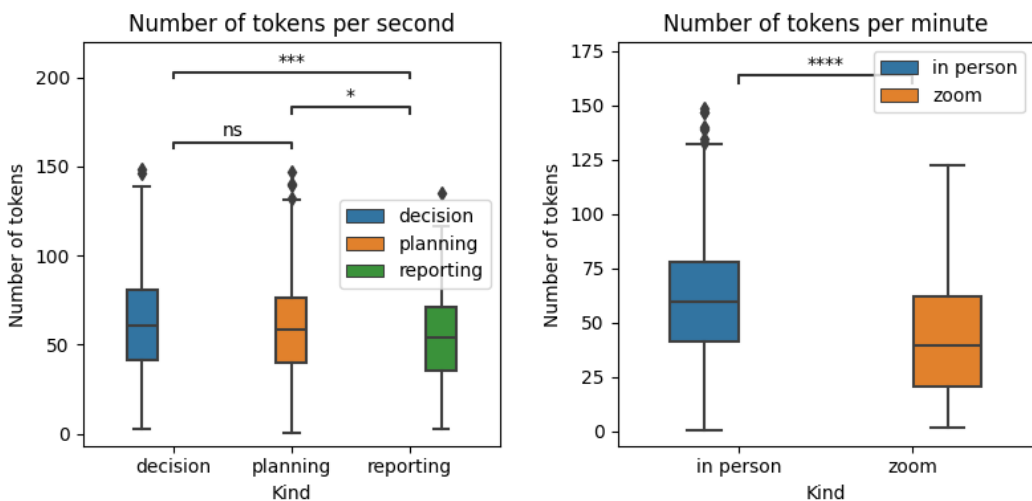 Number of tokens per second
Number of tokens
200
150
100
50
0
***
*
ns
decision
planning
reporting
decision
planning
reporting
Kind
Number of tokens per minute
Number of tokens
175
150
125
100
75
50
25
0
****
in person
zoom
in person
zoom
Kind